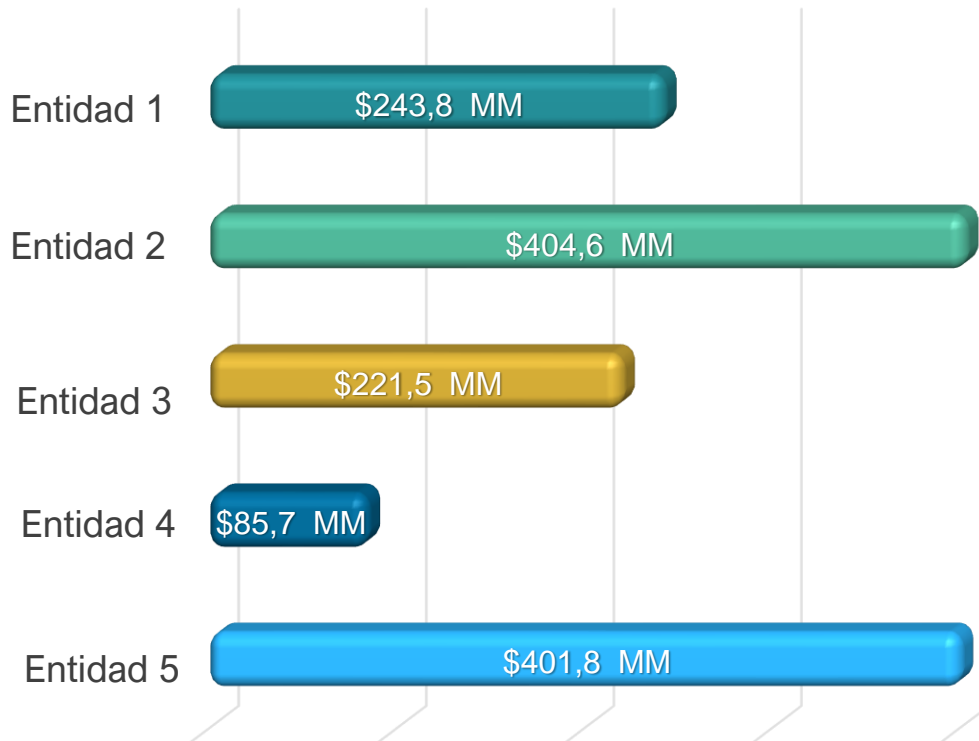 Entidad 1
$243,8 MM
Entidad 2
$404,6 MM
Entidad 3
$221,5 MM
Entidad 4
$85,7 MM
Entidad 5
$401,8 MM